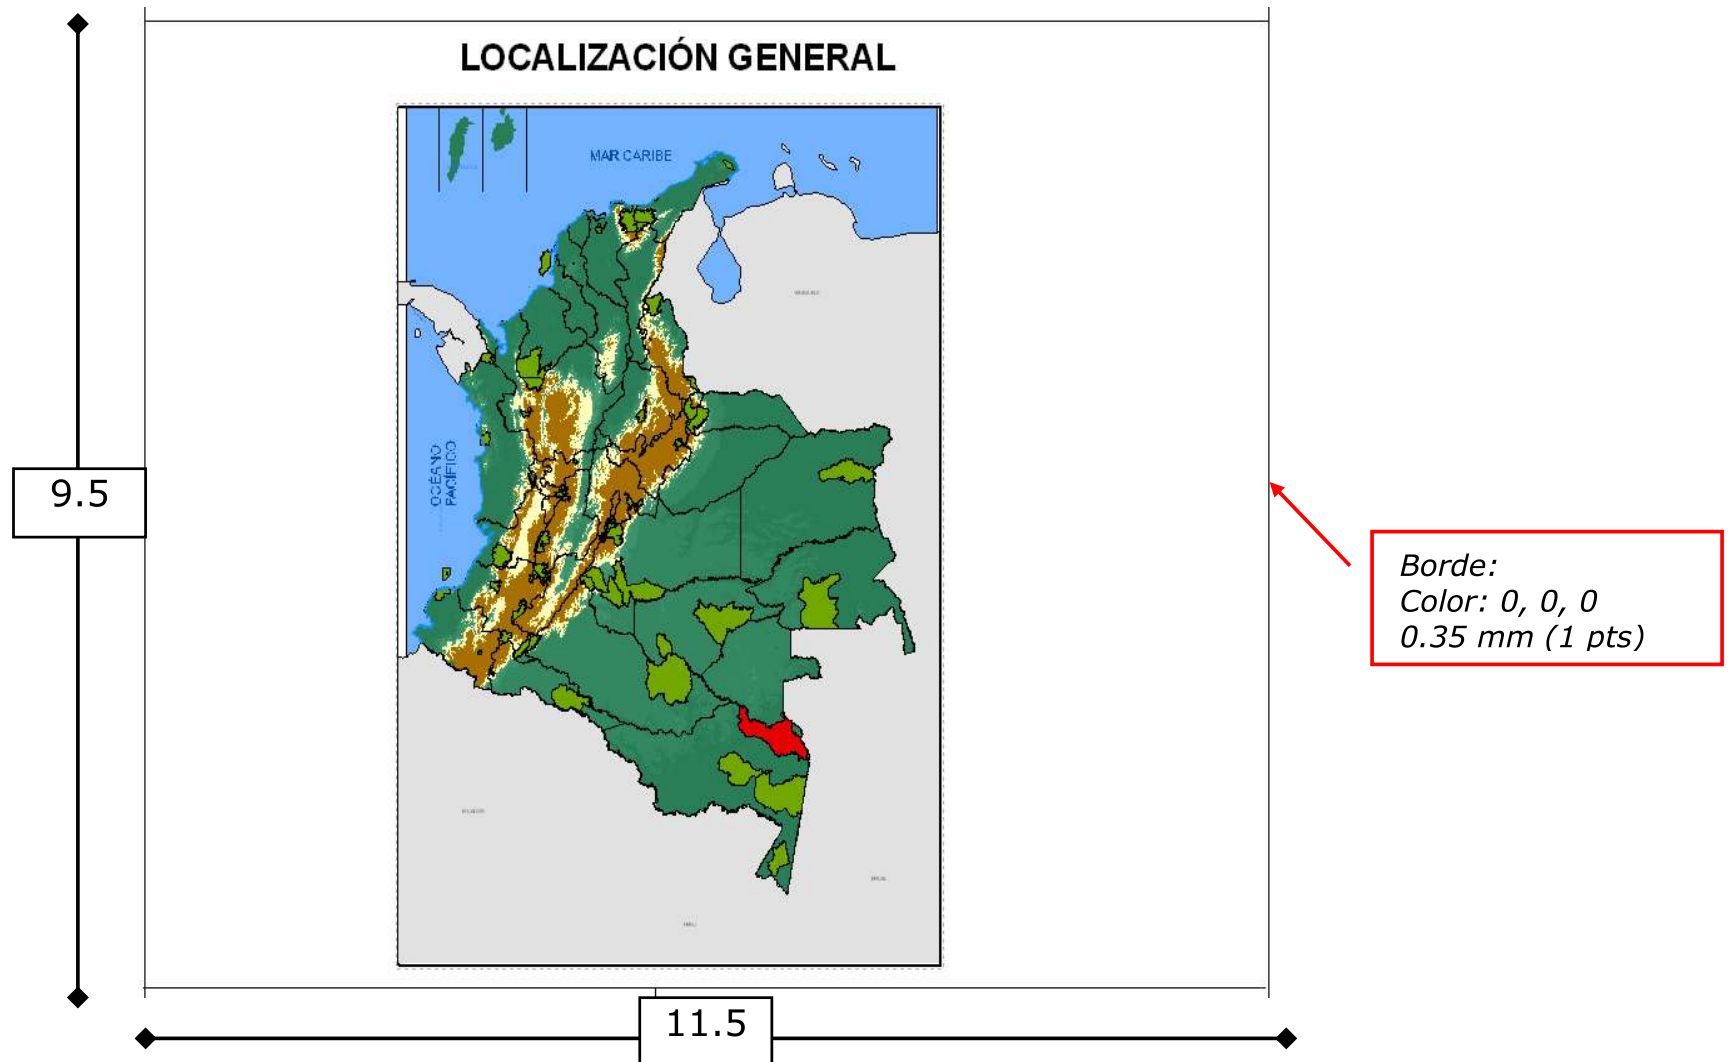 LOCALIZACIÓN GENERAL
MAR CARIBE
OCÉANO
PACÍFICO
9.5
Borde:
Color: 0, 0, 0
0.35 mm (1 pts)
11.5